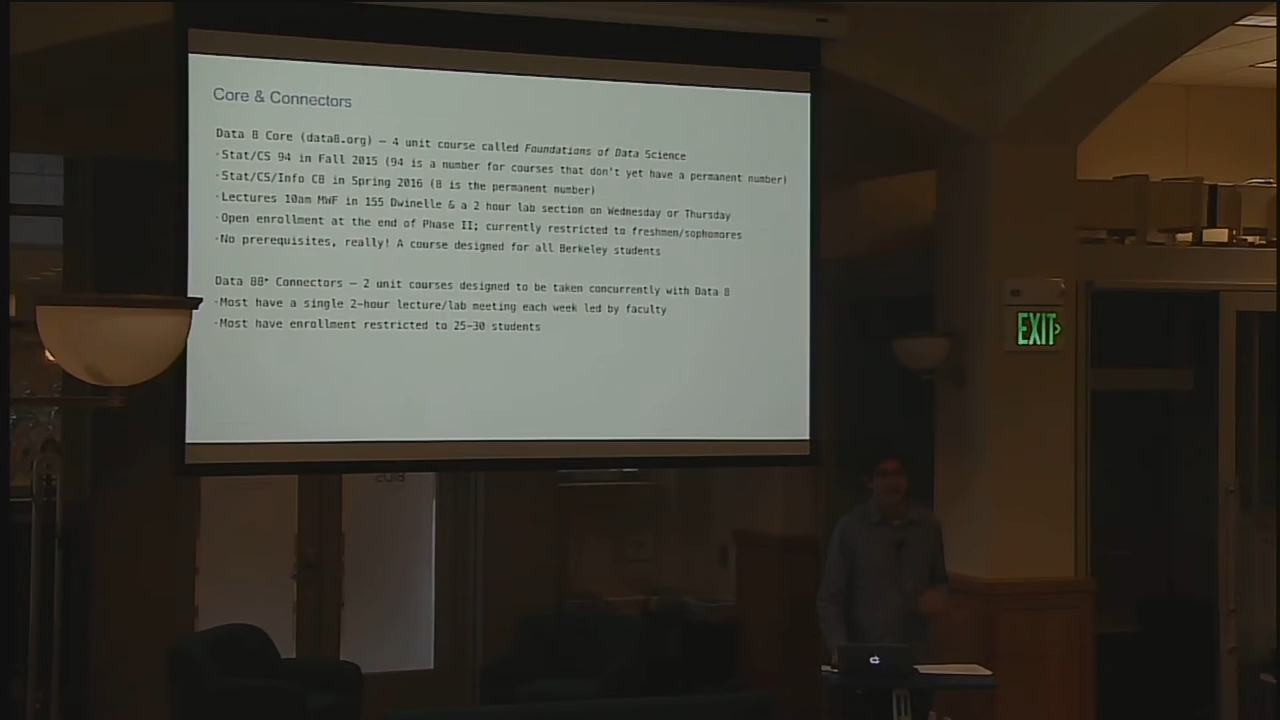 Core & Connectors
Data 8 Core (data8.org) — 4 unit course called Foundations of Data Science
·Stat/CS 94 in Fall 2015 (94 is a number for courses that don't yet have a permanent number)
·Stat/CS/Info C8 in Spring 2016 (8 is the permanent number)
·Lectures 10am MWF in 155 Dwinelle & a 2 hour lab section on Wednesday or Thursday
·Open enrollment at the end of Phase II; currently restricted to freshmen/sophomores
·No prerequisites, really! A course designed for all Berkeley students
Data 88* Connectors — 2 unit courses designed to be taken concurrently with Data 8
·Most have a single 2-hour lecture/lab meeting each week led by faculty
·Most have enrollment restricted to 25-30 students
EXIT